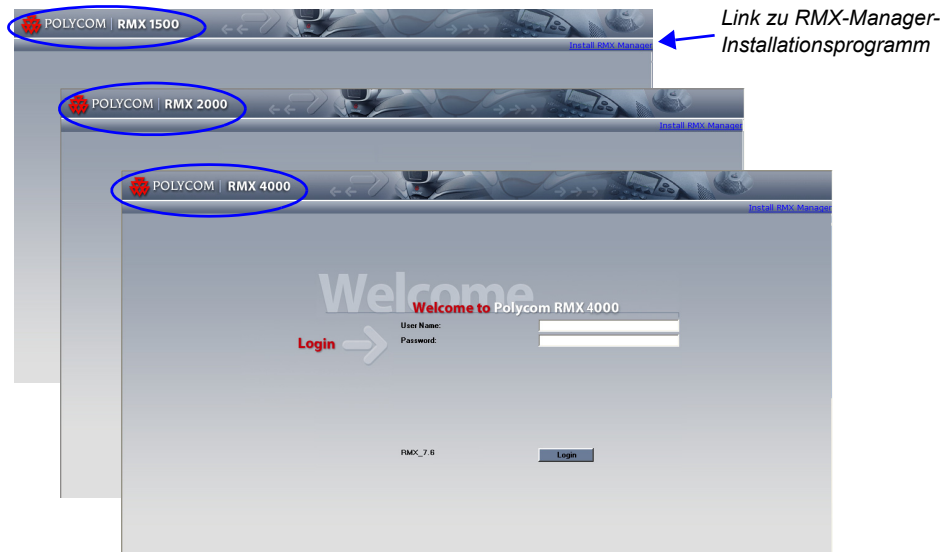 POLYCOM | RMX 1500
Install RMX Manager
Link zu RMX-Manager-
Installationsprogramm
POLYCOM | RMX 2000
Install RMX Manager
POLYCOM | RMX 4000
Install RMX Manager
Welcome
Welcome to Polycom RMX 4000
User Name:
Login
Password:
RMX_7.6
Login